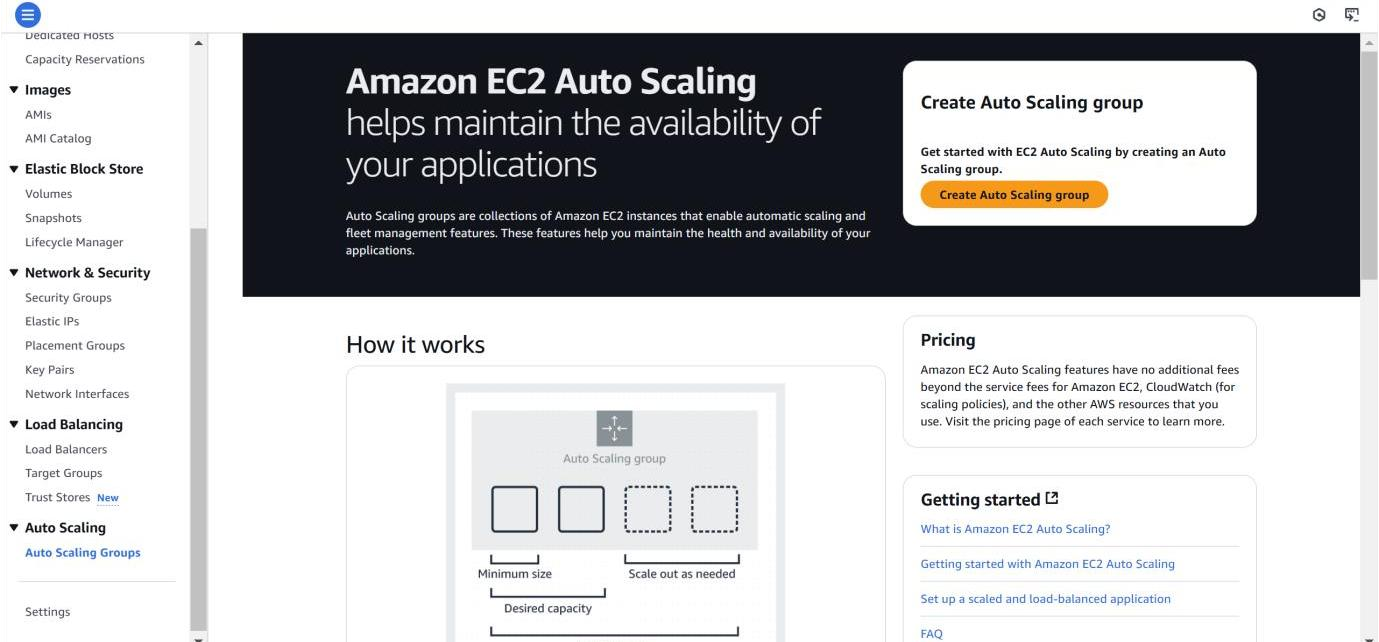 Dedicated Hosts
Capacity Reservations
Images
AMIs
AMI Catalog
Elastic Block Store
Volumes
Snapshots
Lifecycle Manager
Network & Security
Security Groups
Elastic IPs
Placement Groups
Key Pairs
Network Interfaces
Load Balancing
Load Balancers
Target Groups
Trust Stores New
Auto Scaling
Auto Scaling Groups
Settings
Amazon EC2 Auto Scaling
helps maintain the availability of
your applications
Auto Scaling groups are collections of Amazon EC2 instances that enable automatic scaling and
fleet management features. These features help you maintain the health and availability of your
applications.
Create Auto Scaling group
Get started with EC2 Auto Scaling by creating an Auto
Scaling group.
Create Auto Scaling group
How it works
Auto Scaling group
Minimum size
Scale out as needed
Desired capacity
Pricing
Amazon EC2 Auto Scaling features have no additional fees
beyond the service fees for Amazon EC2, CloudWatch (for
scaling policies), and the other AWS resources that you
use. Visit the pricing page of each service to learn more.
Getting started
What is Amazon EC2 Auto Scaling?
Getting started with Amazon EC2 Auto Scaling
Set up a scaled and load-balanced application
FAQ